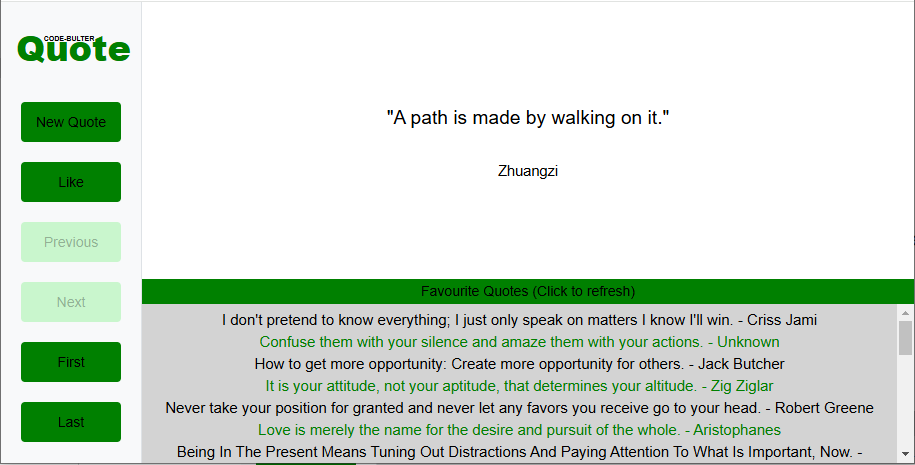 CODE-BULTER
Quote
New Quote
Like
Previous
Next
First
Last
"A path is made by walking on it."
Zhuangzi
Favourite Quotes (Click to refresh)
I don't pretend to know everything; I just only speak on matters I know I'll win. - Criss Jami
Confuse them with your silence and amaze them with your actions. - Unknown
How to get more opportunity: Create more opportunity for others. - Jack Butcher
It is your attitude, not your aptitude, that determines your altitude. - Zig Ziglar
Never take your position for granted and never let any favors you receive go to your head. - Robert Greene
Love is merely the name for the desire and pursuit of the whole. - Aristophanes
Being In The Present Means Tuning Out Distractions And Paying Attention To What Is Important, Now. -